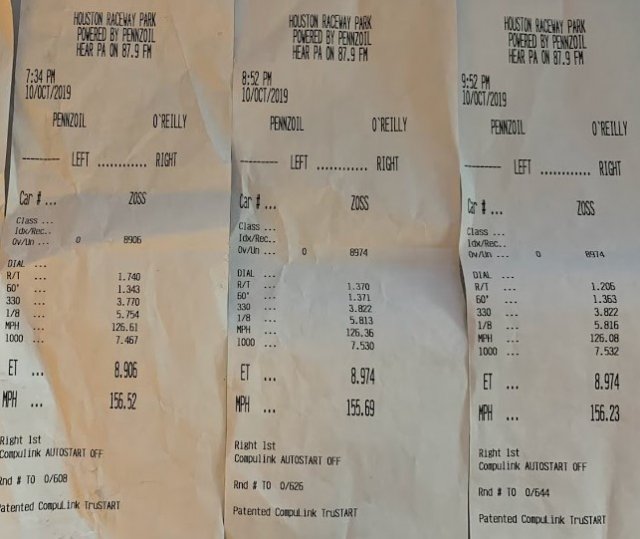 HOUSTON RACEWAY PARK
POWERED BY PENNZOIL
HEAR PA ON 87.9 FM
7:34 PM
10/OCT/2019
PENNZOIL O'REILLY
-------- LEFT ............ RIGHT
Car # ... ZOSS
Class ...
Idx/Rec..
Ov/Un ... 0 8906
DIAL ...
R/T ... 1.740
60' ... 1.343
330 ... 3.770
1/8 ... 5.754
MPH ... 126.61
1000 ... 7.467
ET ... 8.906
MPH ... 156.52
Right 1st
Compulink AUTOSTART OFF
Rnd # TO 0/608
Patented CompuLink TruSTART
HOUSTON RACEWAY PARK
POWERED BY PENNZOIL
HEAR PA ON 87.9 FM
8:52 PM
10/OCT/2019
PENNZOIL O'REILLY
-------- LEFT ............ RIGHT
Car # ... ZOSS
Class ...
Idx/Rec..
Ov/Un ... 0 8974
DIAL ...
R/T ... 1.370
60' ... 1.371
330 ... 3.822
1/8 ... 5.813
MPH ... 126.36
1000 ... 7.530
ET ... 8.974
MPH ... 155.69
Right 1st
Compulink AUTOSTART OFF
Rnd # TO 0/626
Patented CompuLink TruSTART
HOUSTON RACEWAY PARK
POWERED BY PENNZOIL
HEAR PA ON 87.9 FM
9:52 PM
10/OCT/2019
PENNZOIL O'REILLY
-------- LEFT ............ RIGHT
Car # ... ZOSS
Class ...
Idx/Rec..
Ov/Un ... 0 8974
DIAL ...
R/T ... 1.206
60' ... 1.363
330 ... 3.822
1/8 ... 5.816
MPH ... 126.08
1000 ... 7.532
ET ... 8.974
MPH ... 156.23
Right 1st
Compulink AUTOSTART OFF
Rnd # TO 0/644
Patented CompuLink TruSTART